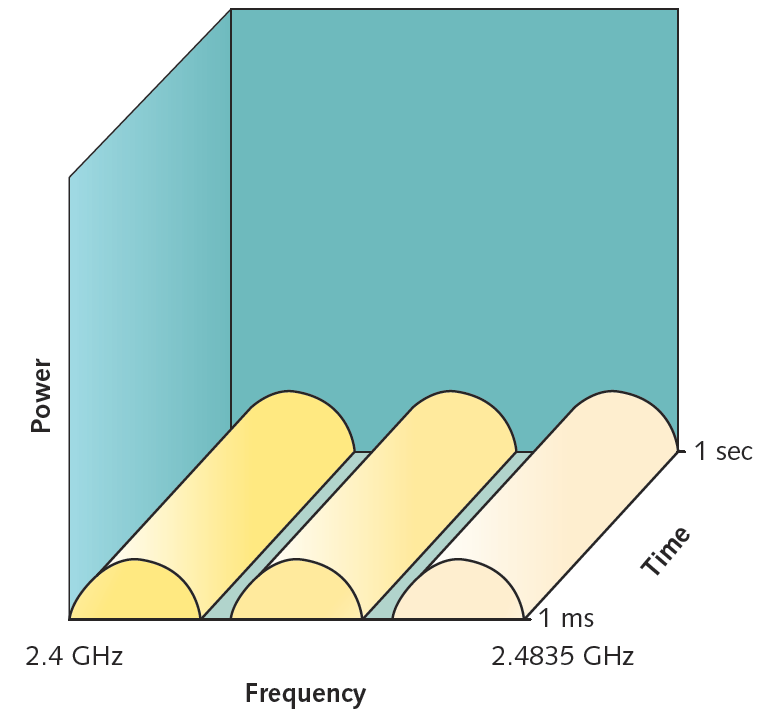 Power
1 sec
Time
1 ms
2.4 GHz
2.4835 GHz
Frequency